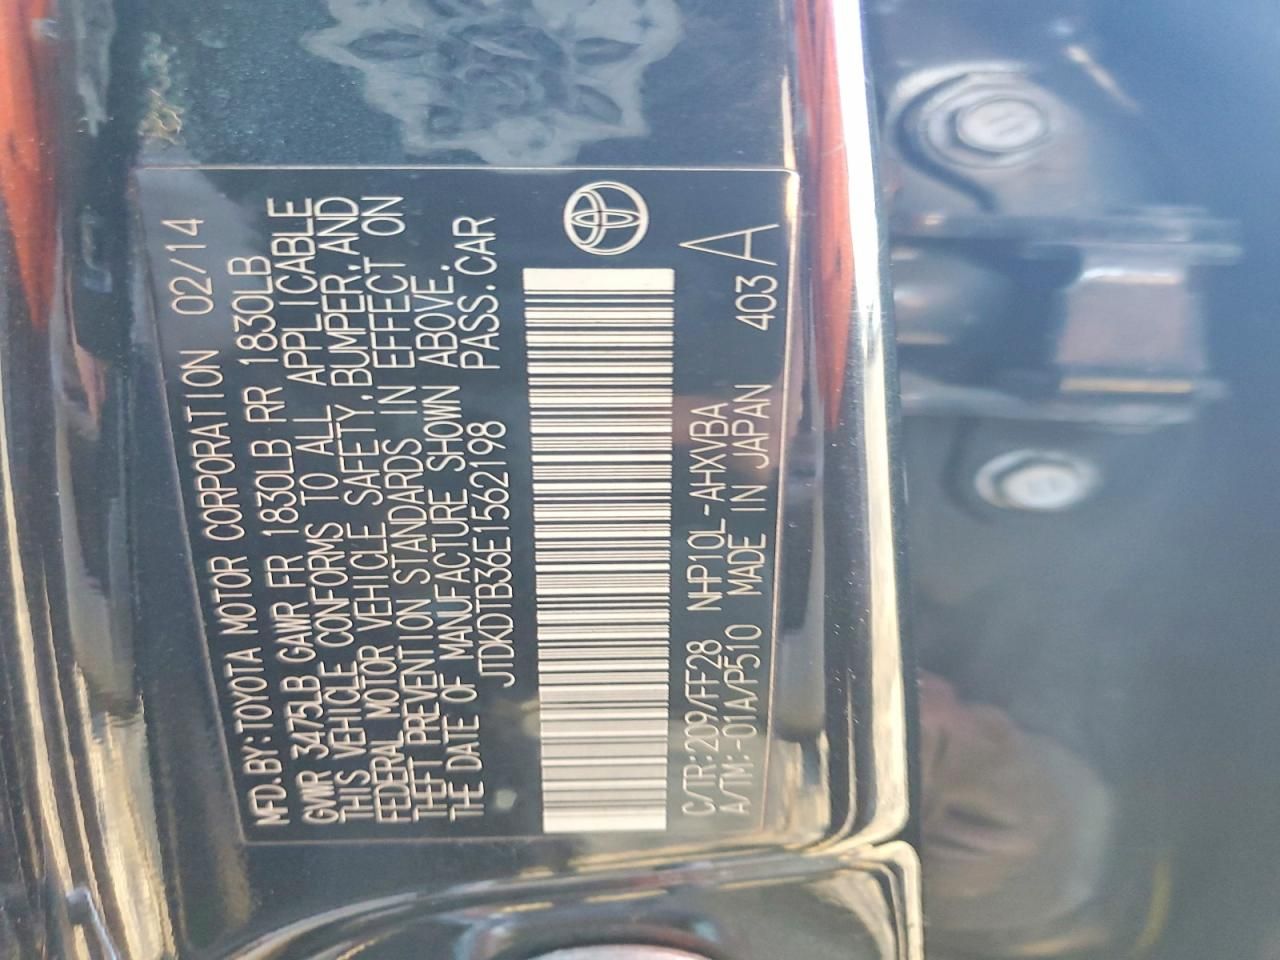 MFD.BY:TOYOTA MOTOR CORPORATION 02/14
GVWR 3475LB GAWR FR 1830LB RR 1830LB
THIS VEHICLE CONFORMS TO ALL APPLICABLE
FEDERAL MOTOR VEHICLE SAFETY,BUMPER,AND
THEFT PREVENTION STANDARDS IN EFFECT ON
THE DATE OF MANUFACTURE SHOWN ABOVE.
JTDKDTB36E1562198 PASS.CAR
C/TR:209/FF28 NHP10L-AHXVBA 403 A
A/TM:-01A/P510 MADE IN JAPAN